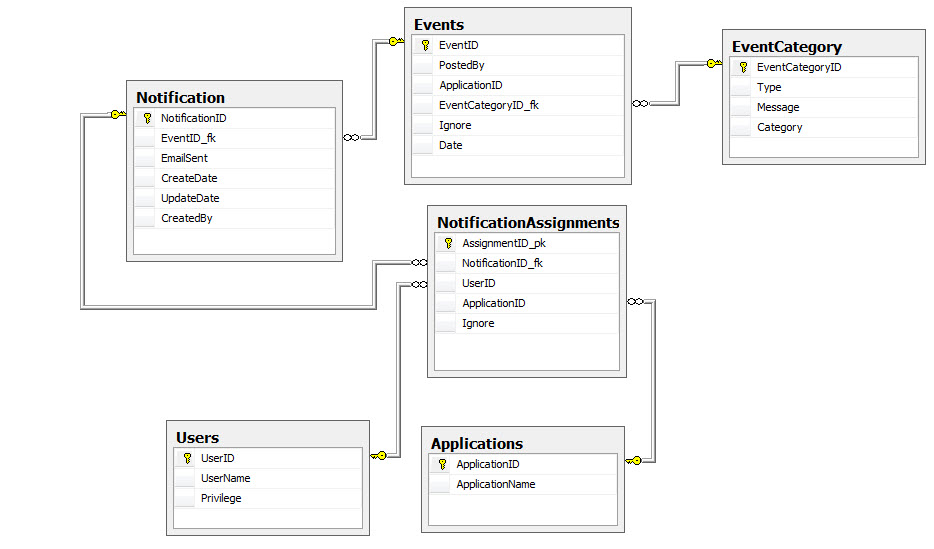 Events
EventID
PostedBy
ApplicationID
EventCategoryID_fk
Ignore
Date
EventCategory
EventCategoryID
Type
Message
Category
Notification
NotificationID
EventID_fk
EmailSent
CreateDate
UpdateDate
CreatedBy
NotificationAssignments
AssignmentID_pk
NotificationID_fk
UserID
ApplicationID
Ignore
Users
UserID
UserName
Privilege
Applications
ApplicationID
ApplicationName